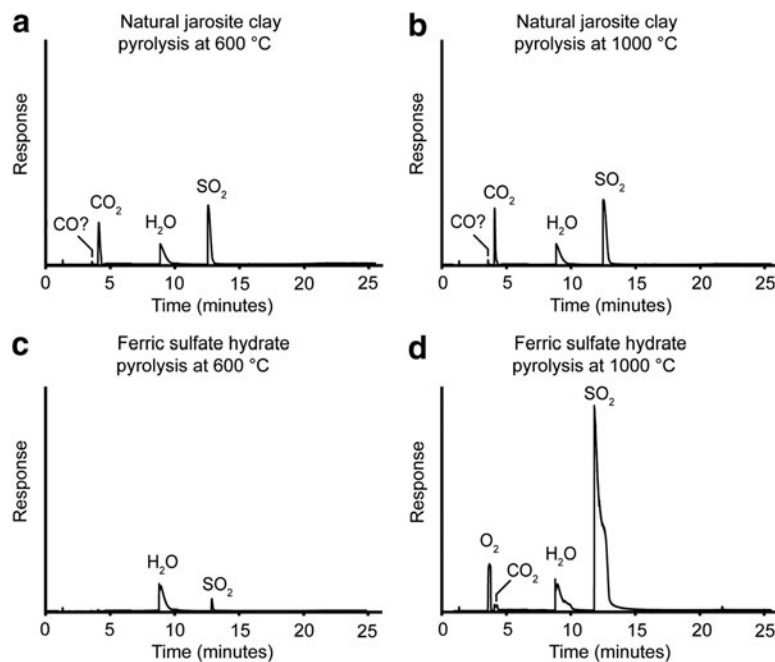 a
Natural jarosite clay
pyrolysis at 600 °C
Response
CO?
CO₂
H₂O
SO₂
0 5 10 15 20 25
Time (minutes)
b
Natural jarosite clay
pyrolysis at 1000 °C
Response
CO?
CO₂
H₂O
SO₂
0 5 10 15 20 25
Time (minutes)
c
Ferric sulfate hydrate
pyrolysis at 600 °C
Response
H₂O
SO₂
0 5 10 15 20 25
Time (minutes)
d
Ferric sulfate hydrate
pyrolysis at 1000 °C
SO₂
Response
O₂
CO₂
H₂O
0 5 10 15 20 25
Time (minutes)